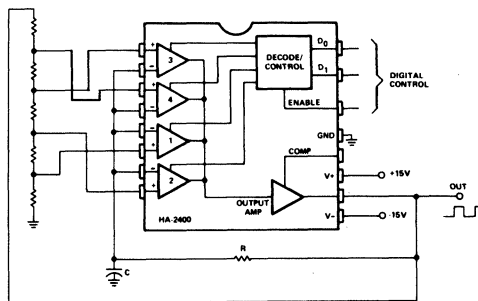 +
-
3
+
-
4
-
+
1
-
+
2
DECODE/
CONTROL
D0
D1
ENABLE
DIGITAL
CONTROL
GND
COMP
V+
+15V
OUT
OUTPUT
AMP
V-
-15V
HA-2400
R
C